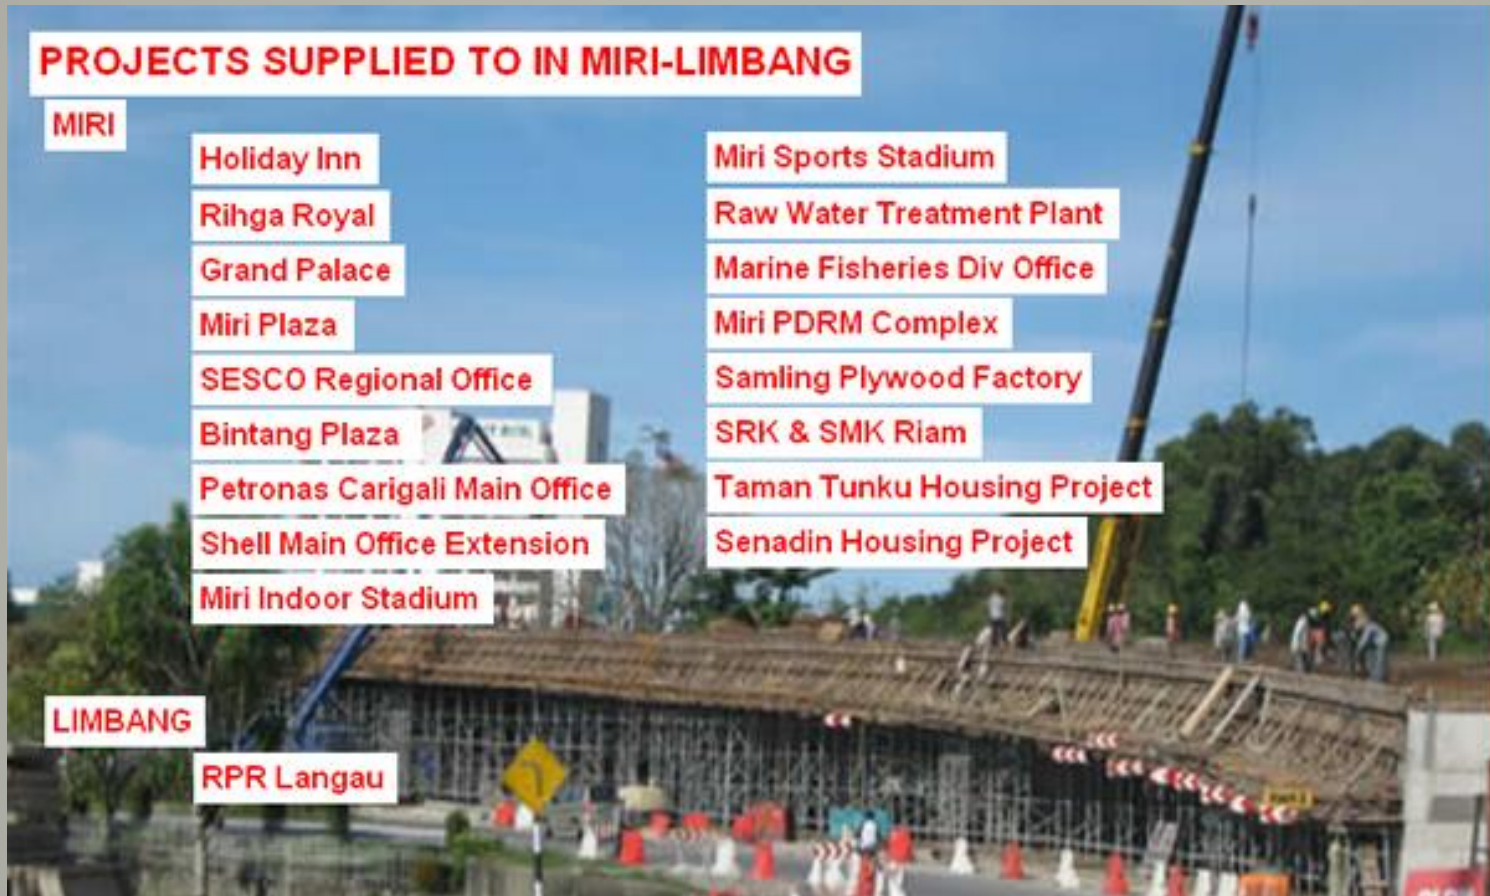 PROJECTS SUPPLIED TO IN MIRI-LIMBANG
MIRI
Holiday Inn
Rihga Royal
Grand Palace
Miri Plaza
SESCO Regional Office
Bintang Plaza
Petronas Carigali Main Office
Shell Main Office Extension
Miri Indoor Stadium
Miri Sports Stadium
Raw Water Treatment Plant
Marine Fisheries Div Office
Miri PDRM Complex
Samling Plywood Factory
SRK & SMK Riam
Taman Tunku Housing Project
Senadin Housing Project
LIMBANG
RPR Langau